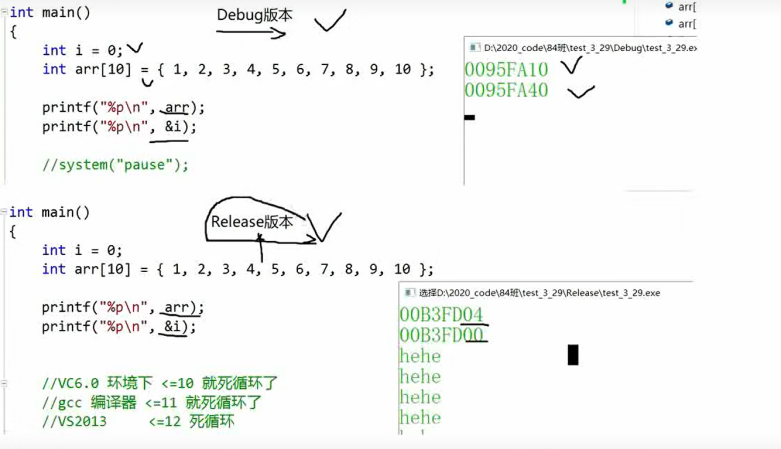 int main()
Debug版本
{
int i = 0;
int arr[10] = { 1, 2, 3, 4, 5, 6, 7, 8, 9, 10 };
printf("%p\n", arr);
printf("%p\n", &i);
//system("pause");
arr[
arr[
D:\2020_code\84班\test_3_29\Debug\test_3_29.ex
0095FA10
0095FA40
int main()
Release版本
{
int i = 0;
int arr[10] = { 1, 2, 3, 4, 5, 6, 7, 8, 9, 10 };
printf("%p\n", arr);
printf("%p\n", &i);
//VC6.0 环境下 <=10 就死循环了
//gcc 编译器 <=11 就死循环了
//VS2013 <=12 死循环
选择D:\2020_code\84班\test_3_29\Release\test_3_29.exe
00B3FD04
00B3FD00
hehe
hehe
hehe
hehe